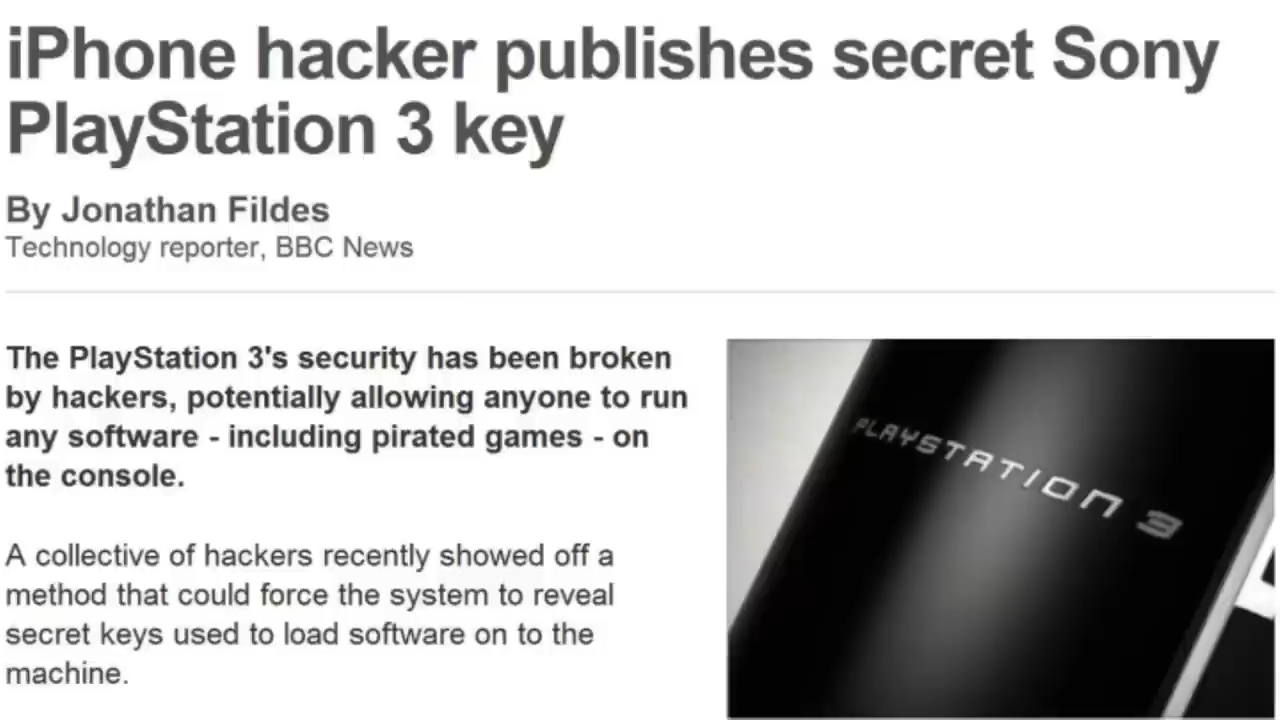 iPhone hacker publishes secret Sony
PlayStation 3 key
By Jonathan Fildes
Technology reporter, BBC News
The PlayStation 3's security has been broken
by hackers, potentially allowing anyone to run
any software - including pirated games - on
the console.
A collective of hackers recently showed off a
method that could force the system to reveal
secret keys used to load software on to the
machine.
PLAYSTATION 3